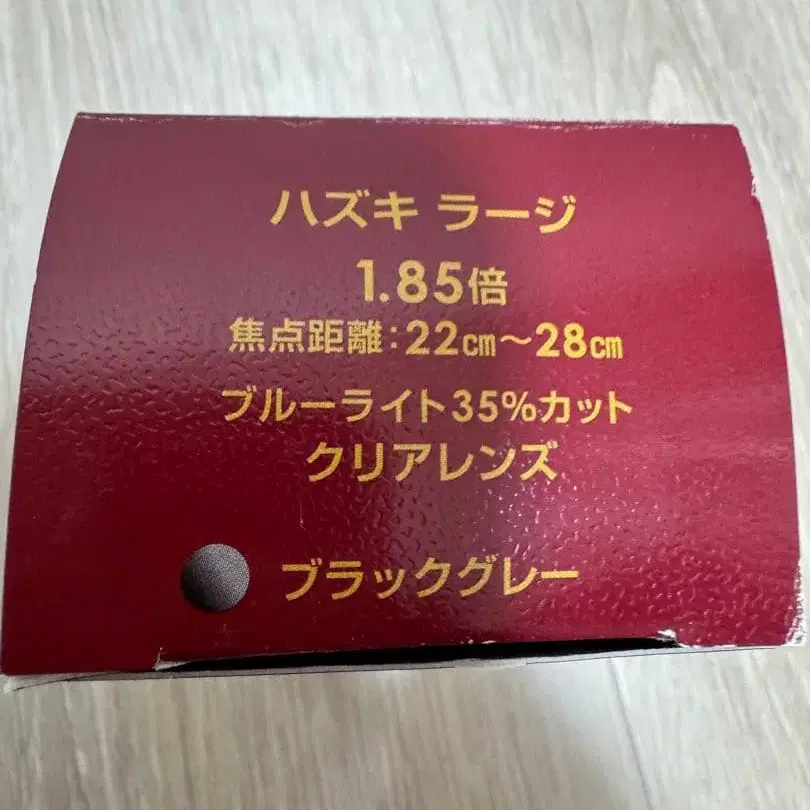 ハズキ ラージ
1.85倍
焦点距離:22㎝～28㎝
ブルーライト35%カット
クリアレンズ
ブラックグレー